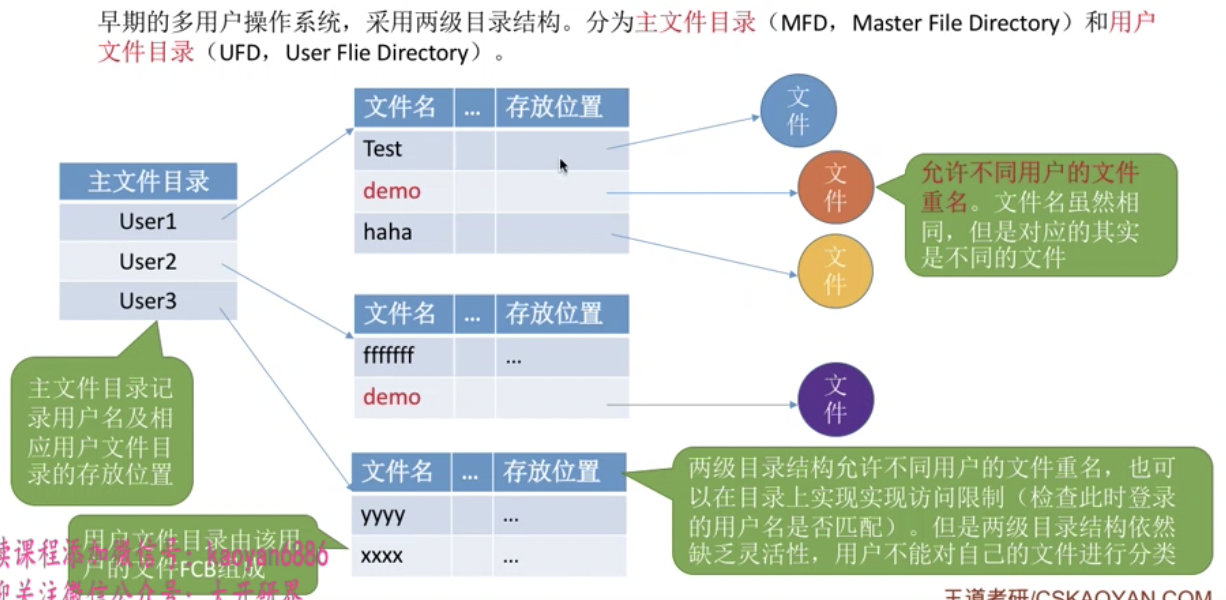 早期的多用户操作系统，采用两级目录结构。分为主文件目录（MFD，Master File Directory）和用户
文件目录（UFD，User Flie Directory）。
主文件目录
User1
User2
User3
主文件目录记
录用户名及相
应用户文件目
录的存放位置
文件名 ... 存放位置
Test
demo
haha
文件名 ... 存放位置
fffffff ...
demo
文件名 ... 存放位置
yyyy ...
xxxx ...
文
件
文
件
文
件
文
件
允许不同用户的文件
重名。文件名虽然相
同，但是对应的其实
是不同的文件
两级目录结构允许不同用户的文件重名，也可
以在目录上实现实现访问限制（检查此时登录
的用户名是否匹配）。但是两级目录结构依然
缺乏灵活性，用户不能对自己的文件进行分类
用户文件目录由该用
的文件FCB组成
课程添加微信号：kaoyan6886
关注微信公众号：
王道考研/CSKAOYAN.COM